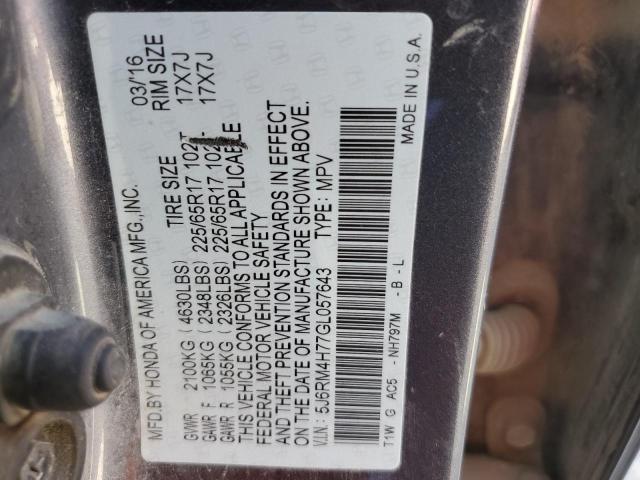 MFD.BY HONDA OF AMERICA MFG.,INC. 03/'16
TIRE SIZE RIM SIZE
GVWR 2100KG (4630LBS)
GAWR F 1065KG (2348LBS) 225/65R17 102T 17X7J
GAWR R 1055KG (2326LBS) 225/65R17 102 17X7J
THIS VEHICLE CONFORMS TO ALL APPLICABLE
FEDERAL MOTOR VEHICLE SAFETY
AND THEFT PREVENTION STANDARDS IN EFFECT
ON THE DATE OF MANUFACTURE SHOWN ABOVE.
V.I.N.: 5J6RM4H77GL057643 TYPE: MPV
T1W G AC5 NH797M - B - L MADE IN U.S.A.